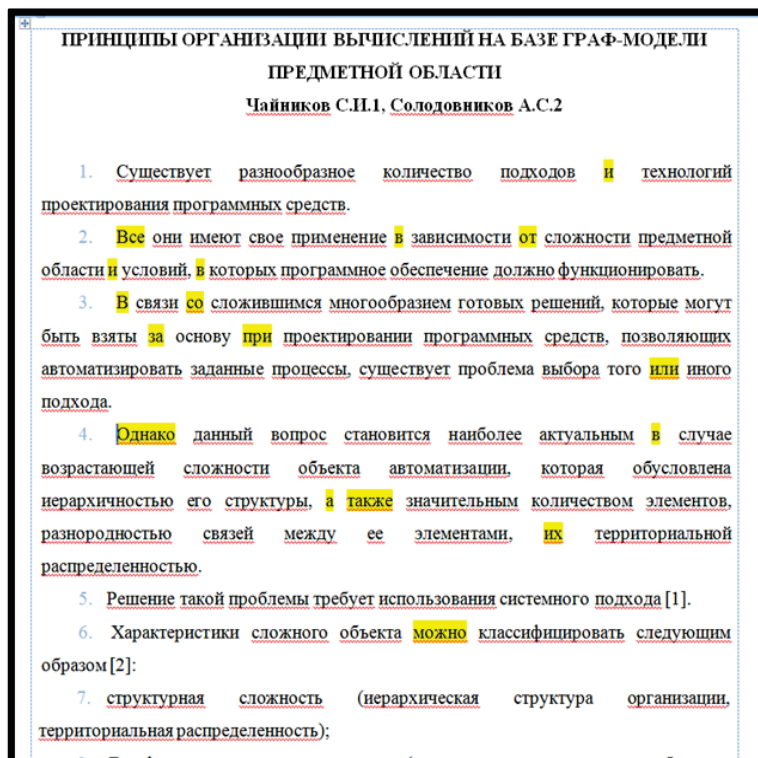 ПРИНЦИПЫ ОРГАНИЗАЦИИ ВЫЧИСЛЕНИЙ НА БАЗЕ ГРАФ-МОДЕЛИ
ПРЕДМЕТНОЙ ОБЛАСТИ
Чайников С.И.1, Солодовников А.С.2
1. Существует разнообразное количество подходов и технологий
проектирования программных средств.
2. Все они имеют свое применение в зависимости от сложности предметной
области и условий, в которых программное обеспечение должно функционировать.
3. В связи со сложившимся многообразием готовых решений, которые могут
быть взяты за основу при проектировании программных средств, позволяющих
автоматизировать заданные процессы, существует проблема выбора того или иного
подхода.
4. Однако данный вопрос становится наиболее актуальным в случае
возрастающей сложности объекта автоматизации, которая обусловлена
иерархичностью его структуры, а также значительным количеством элементов,
разнородностью связей между ее элементами, их территориальной
распределенностью.
5. Решение такой проблемы требует использования системного подхода [1].
6. Характеристики сложного объекта можно классифицировать следующим
образом [2]:
7. структурная сложность (иерархическая структура организации,
территориальная распределенность);